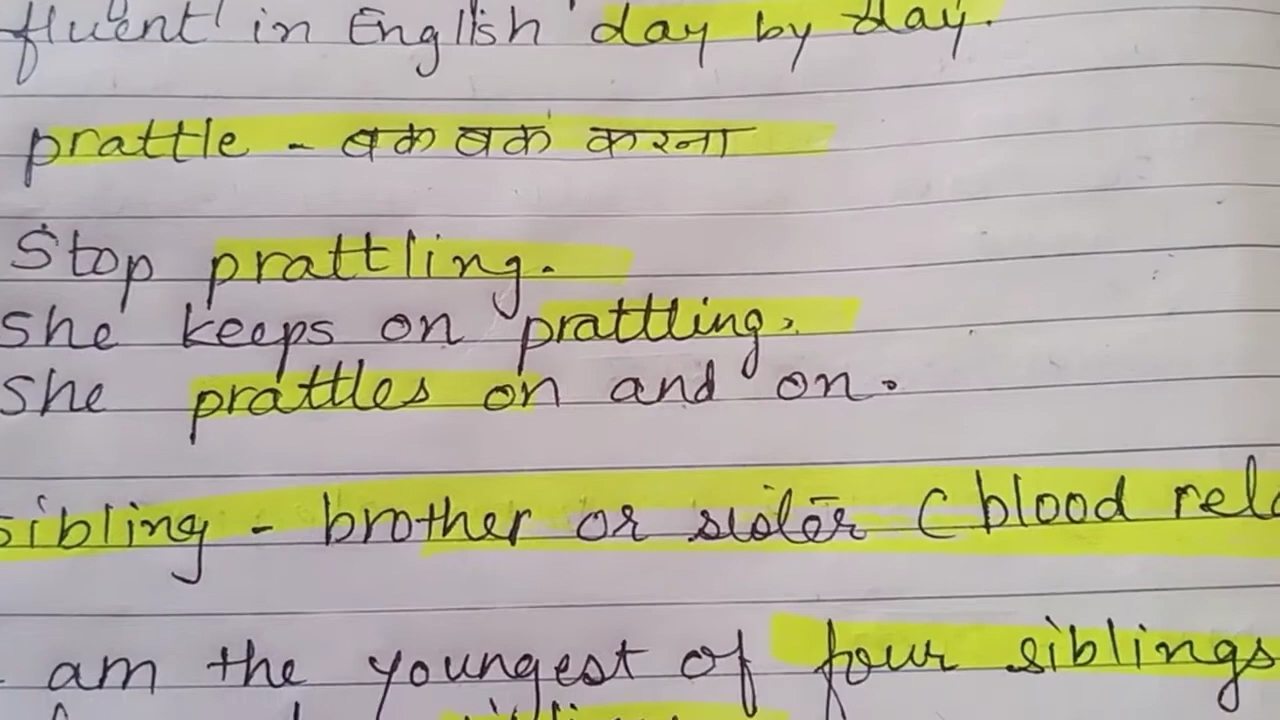 fluent in English day by day.
prattle - बक बक करना
Stop prattling.
She keeps on prattling.
She prattles on and on.
sibling - brother or sister ( blood rela
am the youngest of four siblings